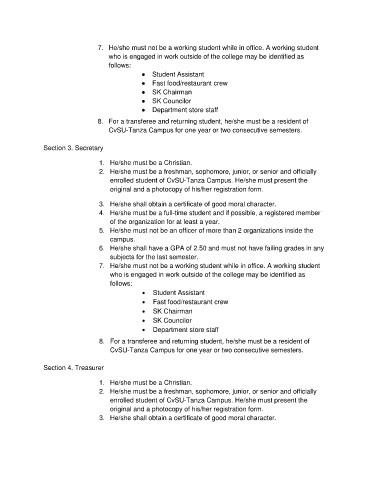 7. He/she must not be a working student while in office. A working student
who is engaged in work outside of the college may be identified as
follows:
● Student Assistant
● Fast food/restaurant crew
● SK Chairman
● SK Councilor
● Department store staff
8. For a transferee and returning student, he/she must be a resident of
CvSU-Tanza Campus for one year or two consecutive semesters.
Section 3. Secretary
1. He/she must be a Christian.
2. He/she must be a freshman, sophomore, junior, or senior and officially
enrolled student of CvSU-Tanza Campus. He/she must present the
original and a photocopy of his/her registration form.
3. He/she shall obtain a certificate of good moral character.
4. He/she must be a full-time student and if possible, a registered member
of the organization for at least a year.
5. He/she must not be an officer of more than 2 organizations inside the
campus.
6. He/she shall have a GPA of 2.50 and must not have failing grades in any
subjects for the last semester.
7. He/she must not be a working student while in office. A working student
who is engaged in work outside of the college may be identified as
follows:
● Student Assistant
● Fast food/restaurant crew
● SK Chairman
● SK Councilor
● Department store staff
8. For a transferee and returning student, he/she must be a resident of
CvSU-Tanza Campus for one year or two consecutive semesters.
Section 4. Treasurer
1. He/she must be a Christian.
2. He/she must be a freshman, sophomore, junior, or senior and officially
enrolled student of CvSU-Tanza Campus. He/she must present the
original and a photocopy of his/her registration form.
3. He/she shall obtain a certificate of good moral character.